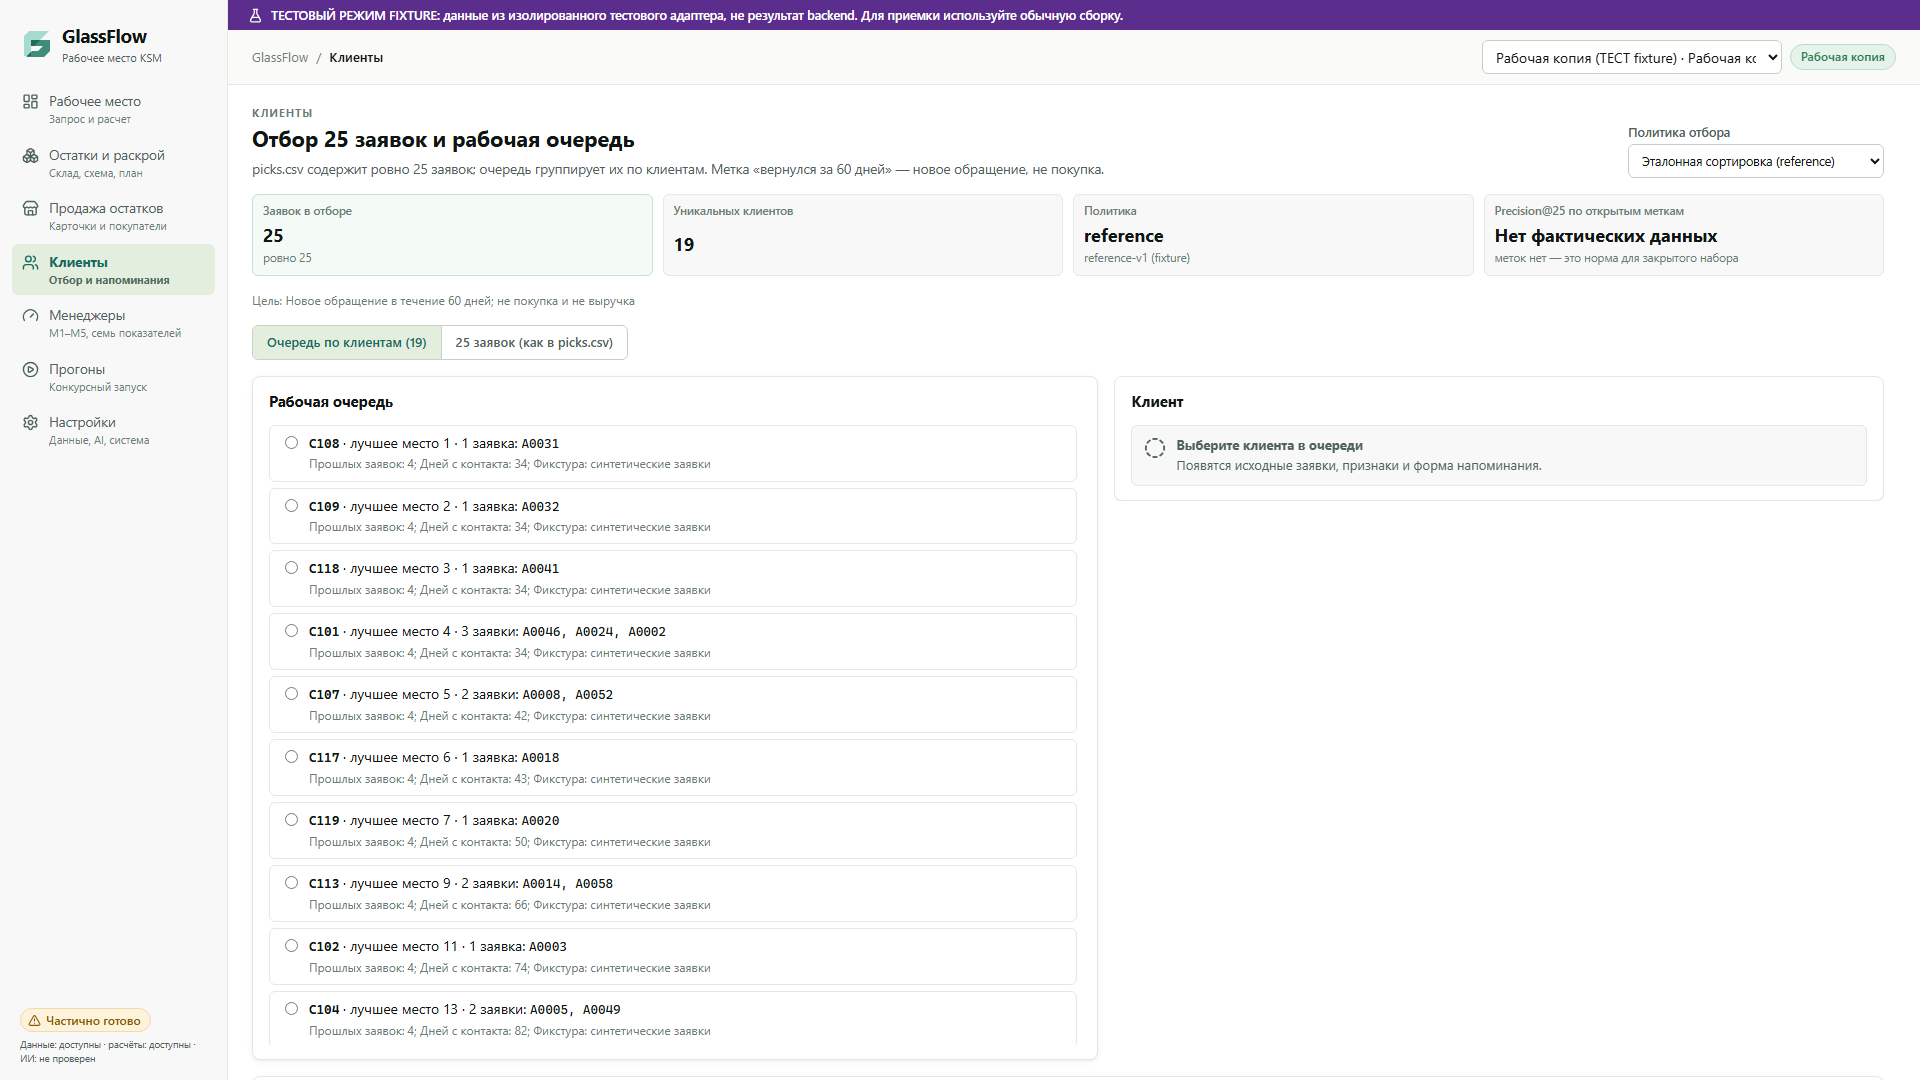 GlassFlow
Рабочее место KSM
Рабочее место
Запрос и расчет
Остатки и раскрой
Склад, схема, план
Продажа остатков
Карточки и покупатели
Клиенты
Отбор и напоминания
Менеджеры
M1–M5, семь показателей
Прогоны
Конкурсный запуск
Настройки
Данные, AI, система
Частично готово
Данные: доступны · расчёты: доступны ·
ИИ: не проверен
ТЕСТОВЫЙ РЕЖИМ FIXTURE: данные из изолированного тестового адаптера, не результат backend. Для приемки используйте обычную сборку.
GlassFlow / Клиенты
Рабочая копия (ТЕСТ fixture) · Рабочая кс
Рабочая копия
КЛИЕНТЫ
Отбор 25 заявок и рабочая очередь
picks.csv содержит ровно 25 заявок; очередь группирует их по клиентам. Метка «вернулся за 60 дней» — новое обращение, не покупка.
Политика отбора
Эталонная сортировка (reference)
Заявок в отборе
25
ровно 25
Уникальных клиентов
19
Политика
reference
reference-v1 (fixture)
Precision@25 по открытым меткам
Нет фактических данных
меток нет — это норма для закрытого набора
Цель: Новое обращение в течение 60 дней; не покупка и не выручка
Очередь по клиентам (19)
25 заявок (как в picks.csv)
Рабочая очередь
C108 · лучшее место 1 · 1 заявка: A0031
Прошлых заявок: 4; Дней с контакта: 34; Фикстура: синтетические заявки
C109 · лучшее место 2 · 1 заявка: A0032
Прошлых заявок: 4; Дней с контакта: 34; Фикстура: синтетические заявки
C118 · лучшее место 3 · 1 заявка: A0041
Прошлых заявок: 4; Дней с контакта: 34; Фикстура: синтетические заявки
C101 · лучшее место 4 · 3 заявки: A0046, A0024, A0002
Прошлых заявок: 4; Дней с контакта: 34; Фикстура: синтетические заявки
C107 · лучшее место 5 · 2 заявки: A0008, A0052
Прошлых заявок: 4; Дней с контакта: 42; Фикстура: синтетические заявки
C117 · лучшее место 6 · 1 заявка: A0018
Прошлых заявок: 4; Дней с контакта: 43; Фикстура: синтетические заявки
C119 · лучшее место 7 · 1 заявка: A0020
Прошлых заявок: 4; Дней с контакта: 50; Фикстура: синтетические заявки
C113 · лучшее место 9 · 2 заявки: A0014, A0058
Прошлых заявок: 4; Дней с контакта: 66; Фикстура: синтетические заявки
C102 · лучшее место 11 · 1 заявка: A0003
Прошлых заявок: 4; Дней с контакта: 74; Фикстура: синтетические заявки
C104 · лучшее место 13 · 2 заявки: A0005, A0049
Прошлых заявок: 4; Дней с контакта: 82; Фикстура: синтетические заявки
Клиент
Выберите клиента в очереди
Появятся исходные заявки, признаки и форма напоминания.